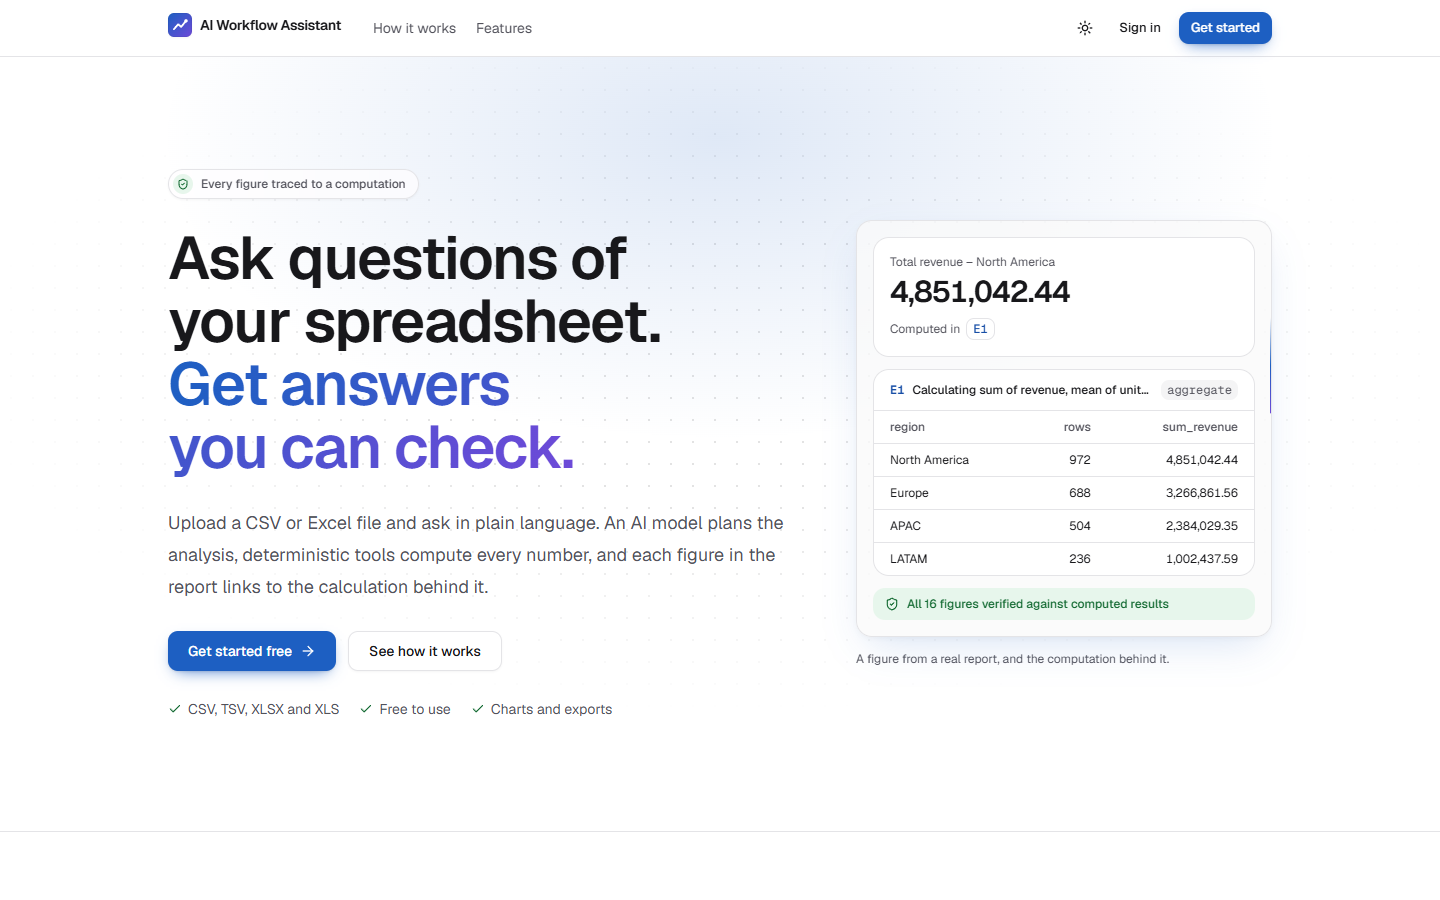 AI Workflow Assistant
How it works
Features
Sign in
Get started
Every figure traced to a computation
Ask questions of
your spreadsheet.
Get answers
you can check.
Upload a CSV or Excel file and ask in plain language. An AI model plans the
analysis, deterministic tools compute every number, and each figure in the
report links to the calculation behind it.
Get started free
See how it works
CSV, TSV, XLSX and XLS
Free to use
Charts and exports
Total revenue – North America
4,851,042.44
Computed in E1
E1 Calculating sum of revenue, mean of unit... aggregate
region rows sum_revenue
North America 972 4,851,042.44
Europe 688 3,266,861.56
APAC 504 2,384,029.35
LATAM 236 1,002,437.59
All 16 figures verified against computed results
A figure from a real report, and the computation behind it.